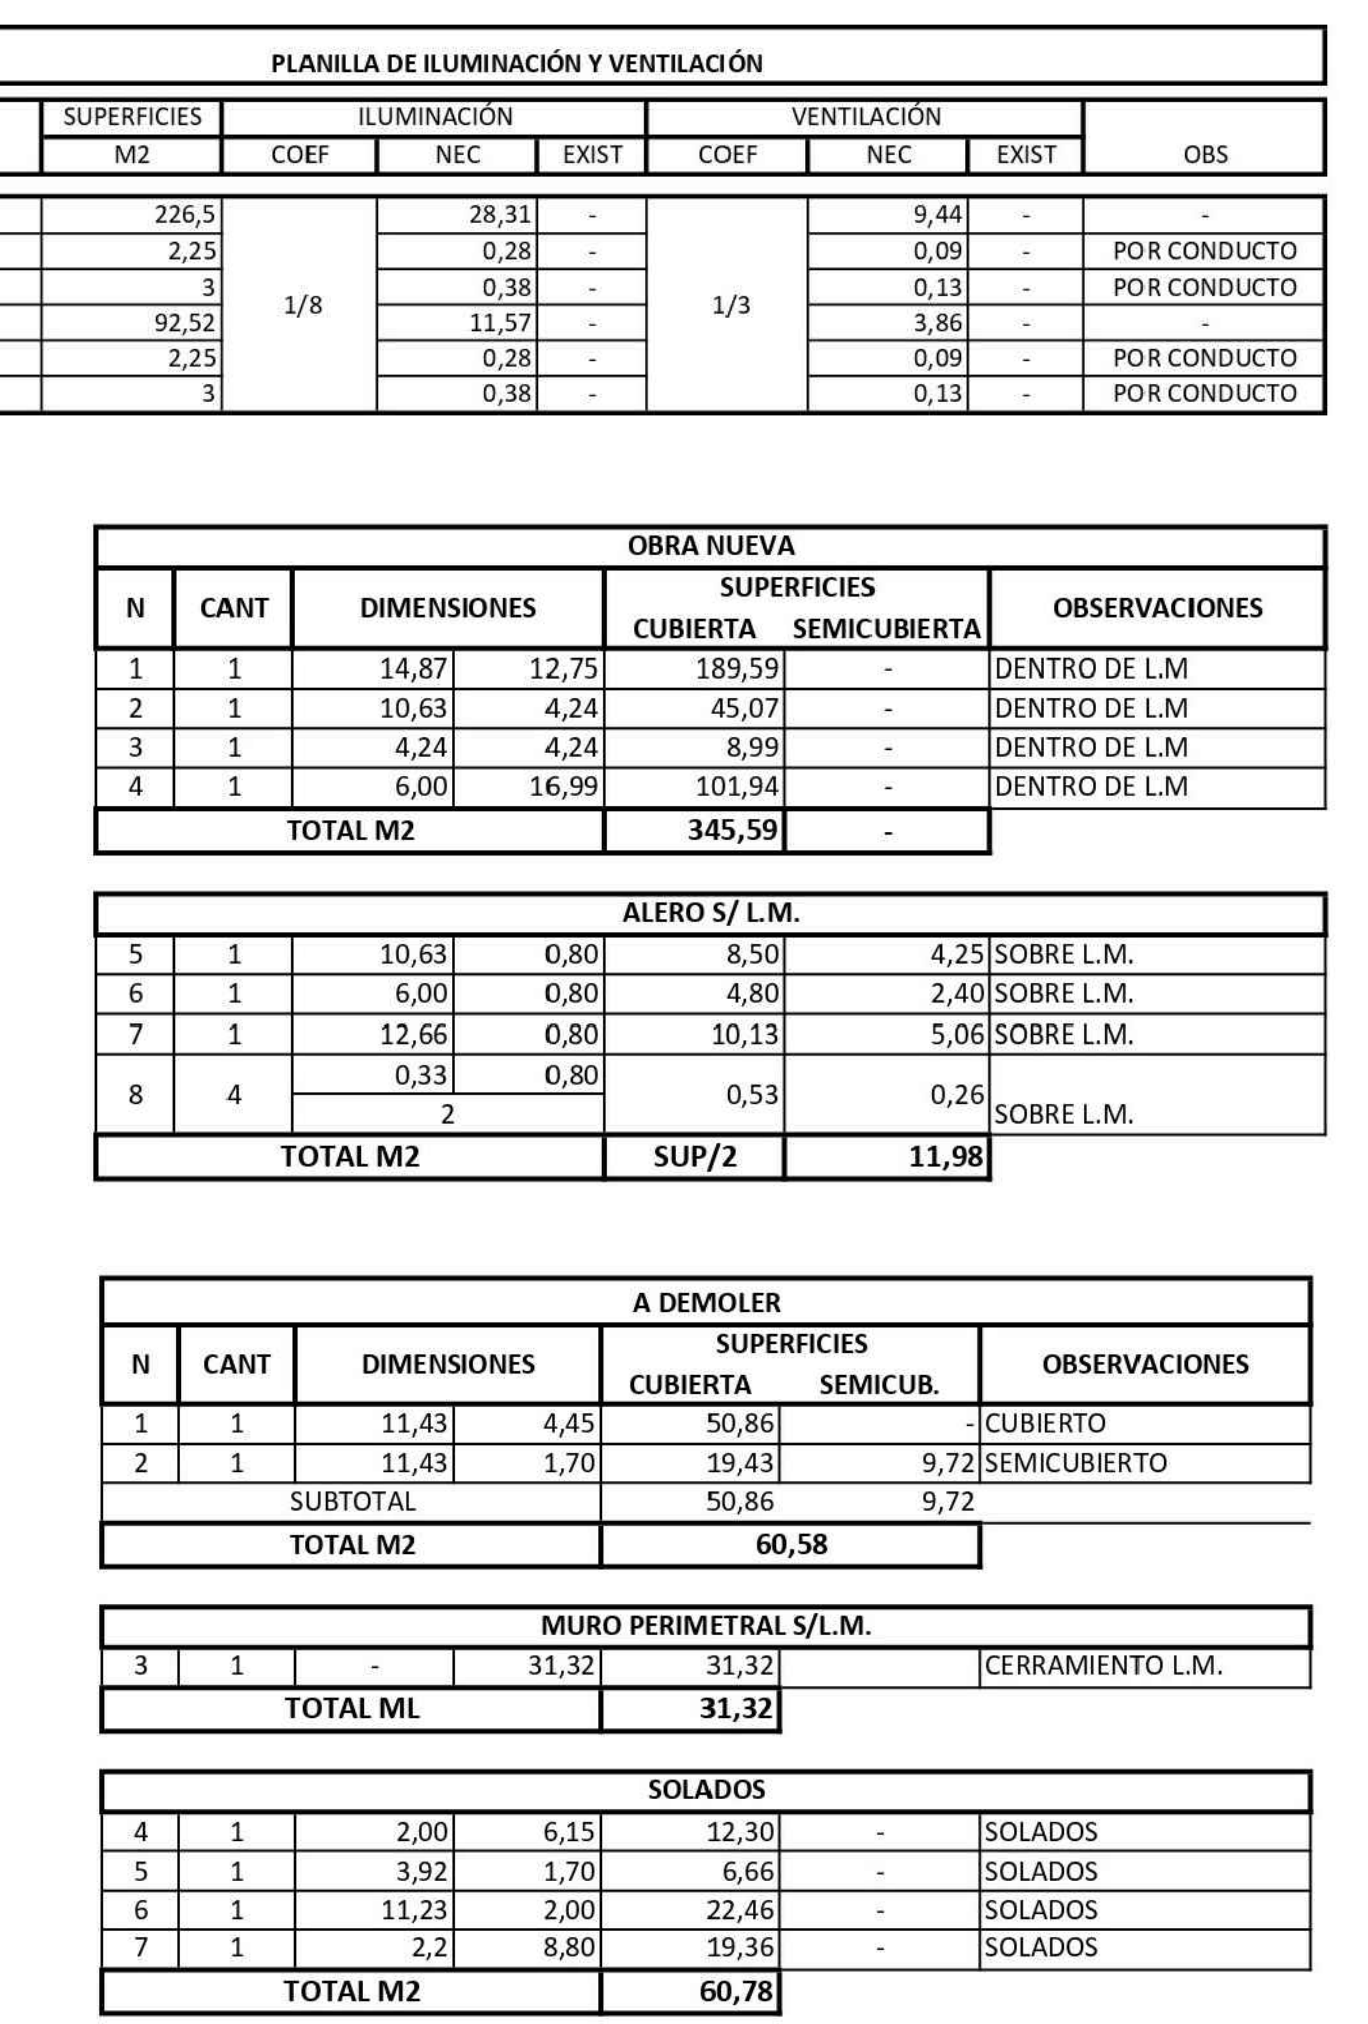 PLANILLA DE ILUMINACIÓN Y VENTILACIÓN
SUPERFICIES ILUMINACIÓN VENTILACIÓN
M2 COEF NEC EXIST COEF NEC EXIST OBS
226,5 28,31 - 9,44 - -
2,25 0,28 - 0,09 - POR CONDUCTO
3 0,38 - 0,13 - POR CONDUCTO
1/8 1/3
92,52 11,57 - 3,86 - -
2,25 0,28 - 0,09 - POR CONDUCTO
3 0,38 - 0,13 - POR CONDUCTO
OBRA NUEVA
SUPERFICIES
N CANT DIMENSIONES OBSERVACIONES
CUBIERTA SEMICUBIERTA
1 1 14,87 12,75 189,59 - DENTRO DE L.M
2 1 10,63 4,24 45,07 - DENTRO DE L.M
3 1 4,24 4,24 8,99 - DENTRO DE L.M
4 1 6,00 16,99 101,94 - DENTRO DE L.M
TOTAL M2 345,59 -
ALERO S/ L.M.
5 1 10,63 0,80 8,50 4,25 SOBRE L.M.
6 1 6,00 0,80 4,80 2,40 SOBRE L.M.
7 1 12,66 0,80 10,13 5,06 SOBRE L.M.
0,33 0,80
8 4 0,53 0,26
2 SOBRE L.M.
TOTAL M2 SUP/2 11,98
A DEMOLER
SUPERFICIES
N CANT DIMENSIONES OBSERVACIONES
CUBIERTA SEMICUB.
1 1 11,43 4,45 50,86 - CUBIERTO
2 1 11,43 1,70 19,43 9,72 SEMICUBIERTO
SUBTOTAL 50,86 9,72
TOTAL M2 60,58
MURO PERIMETRAL S/L.M.
3 1 - 31,32 31,32 CERRAMIENTO L.M.
TOTAL ML 31,32
SOLADOS
4 1 2,00 6,15 12,30 - SOLADOS
5 1 3,92 1,70 6,66 - SOLADOS
6 1 11,23 2,00 22,46 - SOLADOS
7 1 2,2 8,80 19,36 - SOLADOS
TOTAL M2 60,78